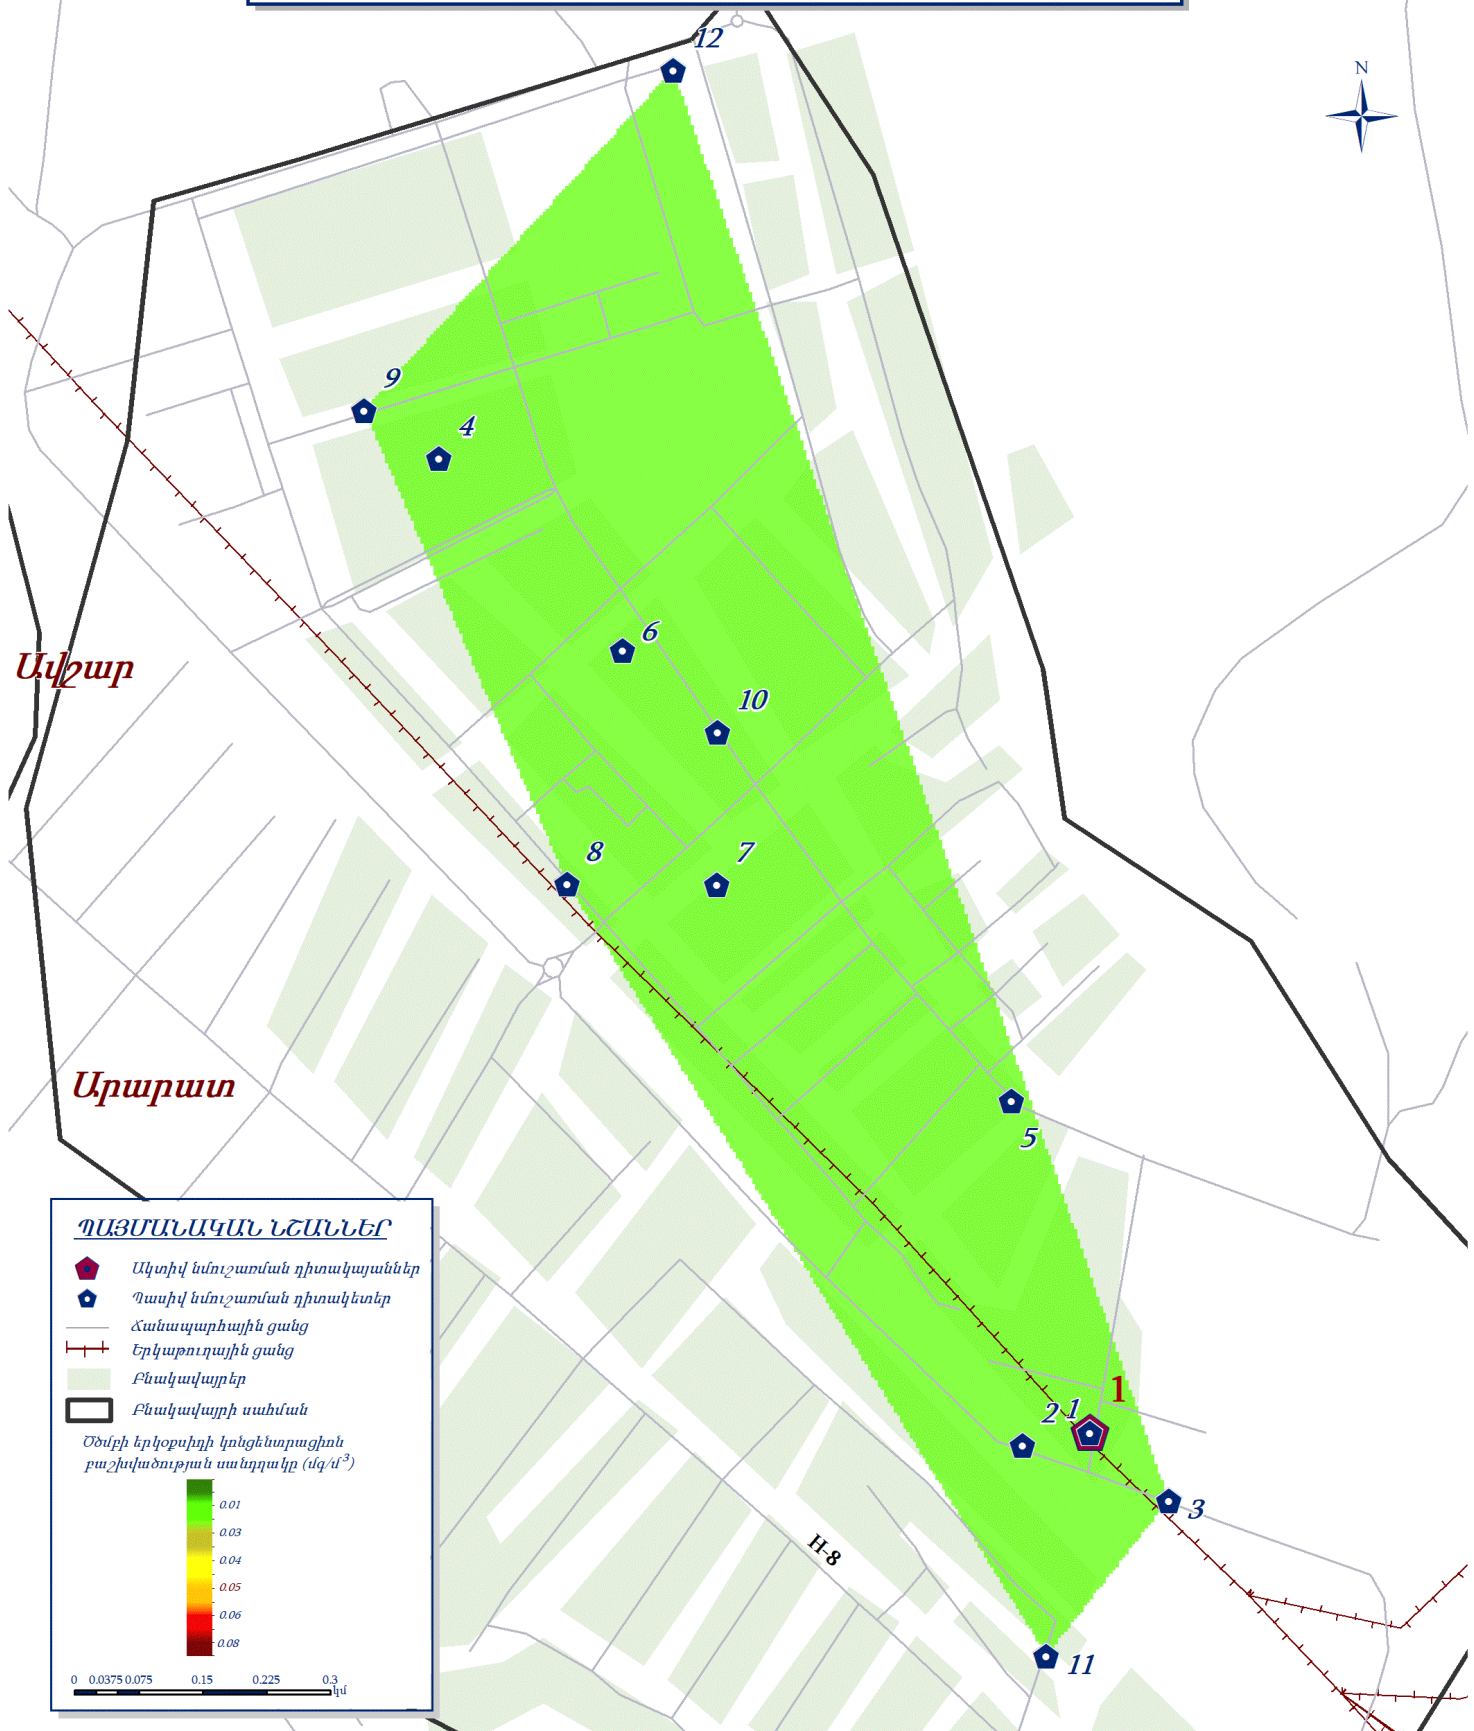 12
N
9
4
6
Ավշար
10
8
7
Արարատ
5
1
2
1
3
H-8
11
ՊԱՅՄԱՆԱԿԱՆ ՆՇԱՆՆԵՐ
Ակտիվ նմուշառման դիտակայաններ
Պասիվ նմուշառման դիտակետեր
Ճանապարհային ցանց
Երկաթուղային ցանց
Բնակավայրեր
Բնակավայրի սահման
Ծծմբի երկօքսիդի կոնցենտրացիոն
բաշխվածության սանդղակը (մգ/մ³)
0.01
0.03
0.04
0.05
0.06
0.08
0 0.0375 0.075 0.15 0.225 0.3
կմ